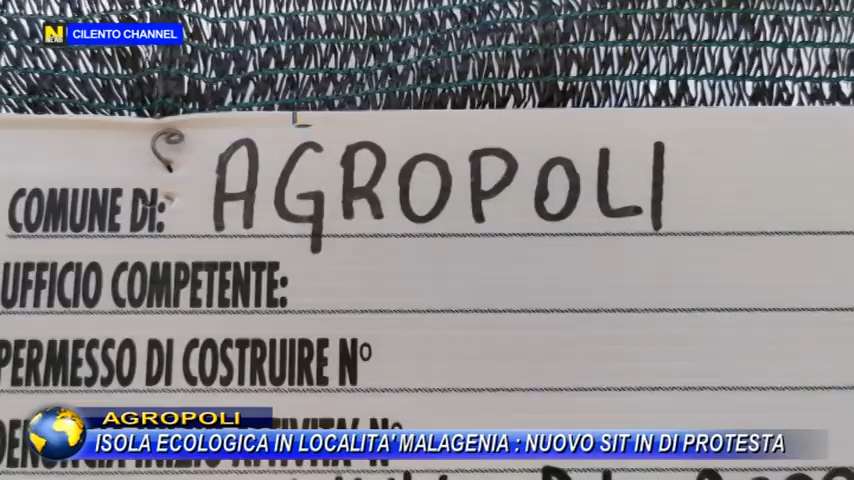 N NEWS CILENTO CHANNEL
COMUNE DI: AGROPOLI
UFFICIO COMPETENTE:
PERMESSO DI COSTRUIRE N°
AGROPOLI
ISOLA ECOLOGICA IN LOCALITA' MALAGENIA : NUOVO SIT IN DI PROTESTA